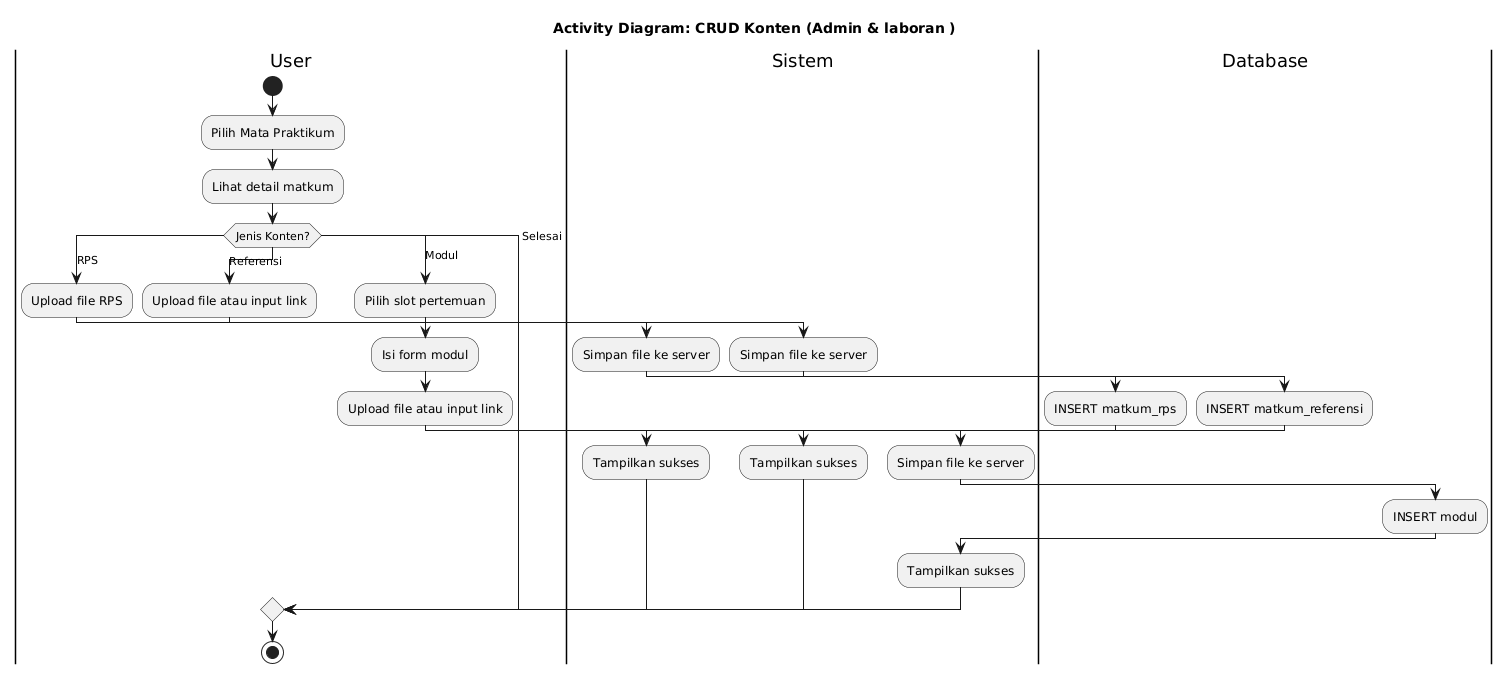 Activity Diagram: CRUD Konten (Admin & laboran )
User
Sistem
Database
Pilih Mata Praktikum
Lihat detail matkum
Jenis Konten?
Selesai
RPS
Referensi
Modul
Upload file RPS
Upload file atau input link
Pilih slot pertemuan
Isi form modul
Simpan file ke server
Simpan file ke server
Upload file atau input link
INSERT matkum_rps
INSERT matkum_referensi
Tampilkan sukses
Tampilkan sukses
Simpan file ke server
INSERT modul
Tampilkan sukses